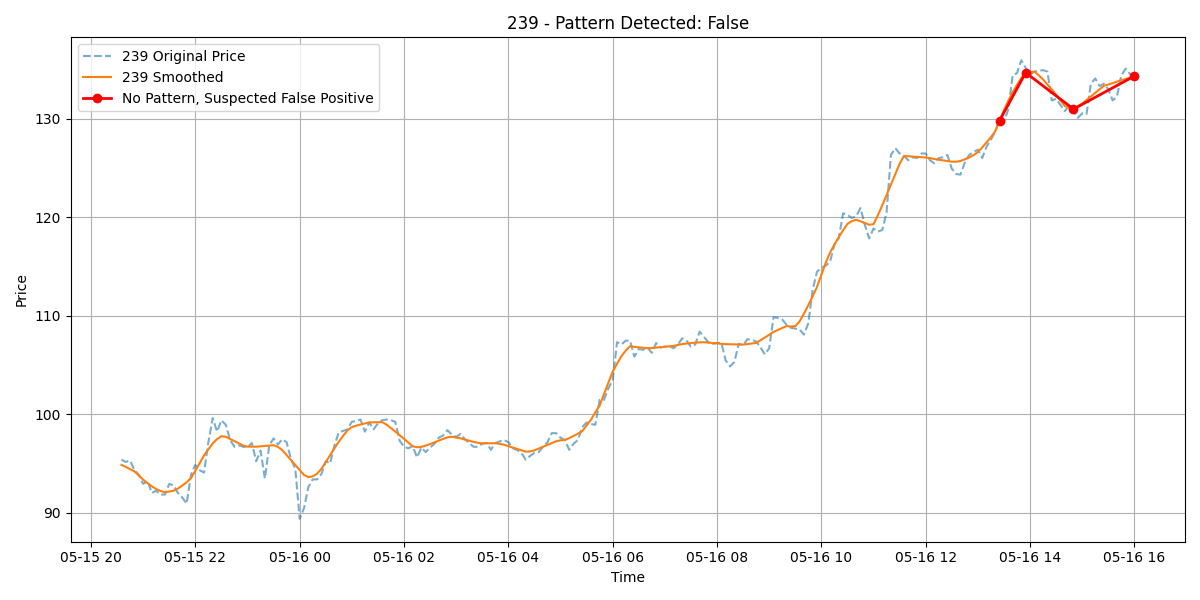 239 - Pattern Detected: False
239 Original Price
239 Smoothed
No Pattern, Suspected False Positive
Price
130
120
110
100
90
05-15 20 05-15 22 05-16 00 05-16 02 05-16 04 05-16 06 05-16 08 05-16 10 05-16 12 05-16 14 05-16 16
Time